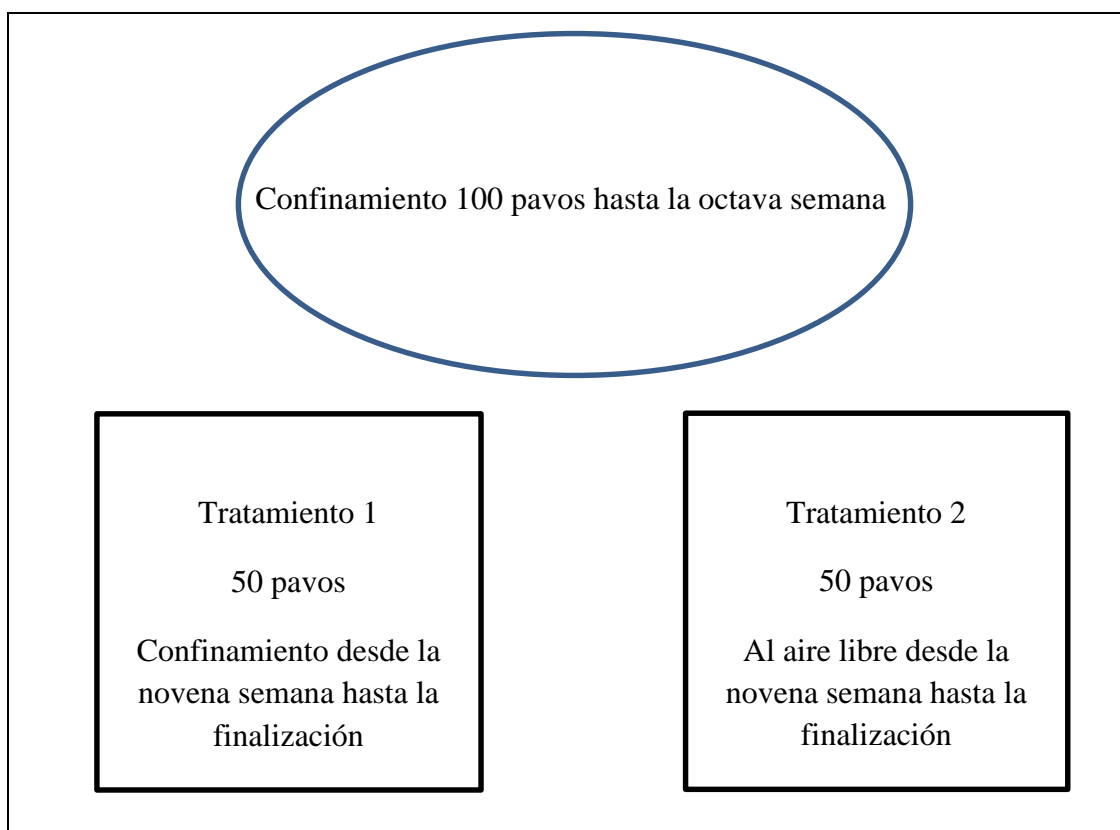 Confinamiento 100 pavos hasta la octava semana
Tratamiento 1
50 pavos
Confinamiento desde la
novena semana hasta la
finalización
Tratamiento 2
50 pavos
Al aire libre desde la
novena semana hasta la
finalización